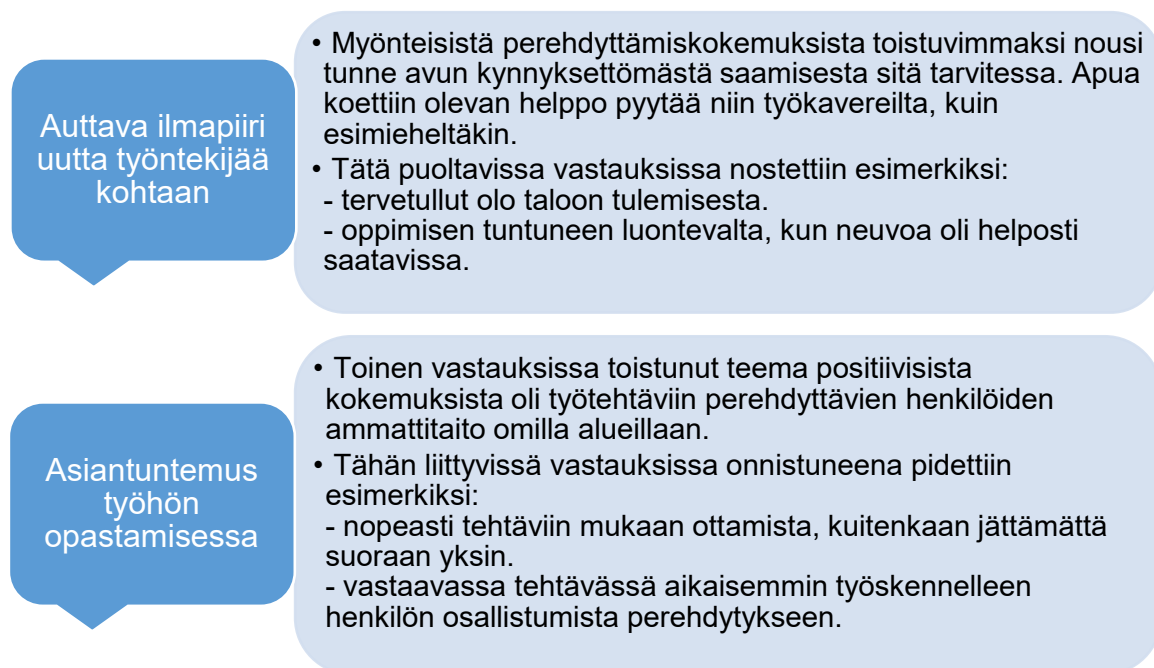 Auttava ilmapiiri
uutta työntekijää
kohtaan
• Myönteisistä perehdyttämiskokemuksista toistuvimmaksi nousi
tunne avun kynnyksettömästä saamisesta sitä tarvitessa. Apua
koettiin olevan helppo pyytää niin työkavereilta, kuin
esimieheltäkin.
• Tätä puoltavissa vastauksissa nostettiin esimerkiksi:
- tervetullut olo taloon tulemisesta.
- oppimisen tuntuneen luontevalta, kun neuvoa oli helposti
saatavissa.
Asiantuntemus
työhön
opastamisessa
• Toinen vastauksissa toistunut teema positiivisista
kokemuksista oli työtehtäviin perehdyttävien henkilöiden
ammattitaito omilla alueillaan.
• Tähän liittyvissä vastauksissa onnistuneena pidettiin
esimerkiksi:
- nopeasti tehtäviin mukaan ottamista, kuitenkaan jättämättä
suoraan yksin.
- vastaavassa tehtävässä aikaisemmin työskennelleen
henkilön osallistumista perehdytykseen.